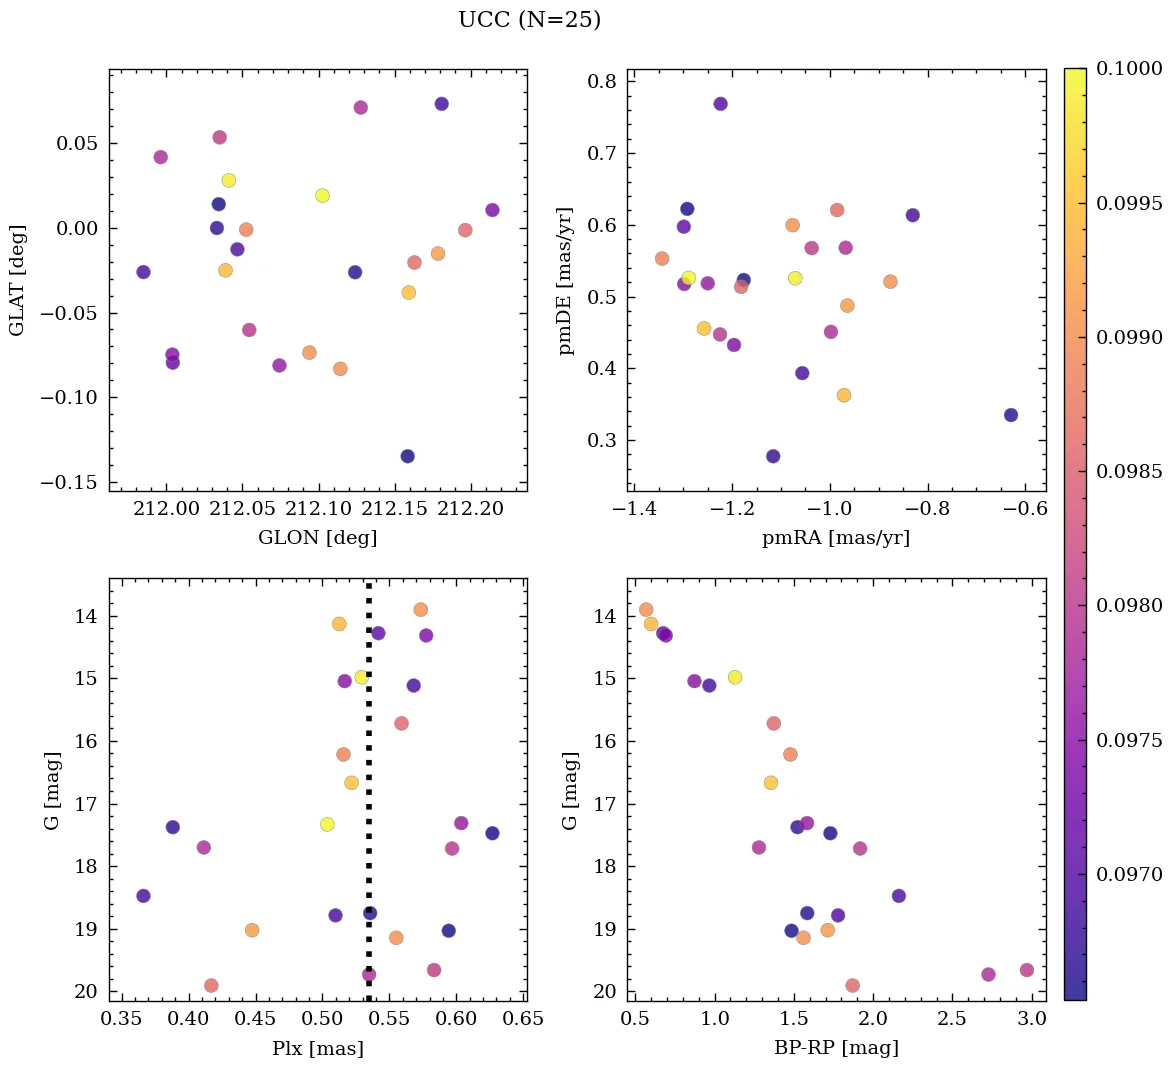 UCC (N=25)
0.05
0.00
−0.05
−0.10
−0.15
GLAT [deg]
212.00 212.05 212.10 212.15 212.20
GLON [deg]
0.8
0.7
0.6
0.5
0.4
0.3
pmDE [mas/yr]
−1.4 −1.2 −1.0 −0.8 −0.6
pmRA [mas/yr]
0.1000
0.0995
0.0990
0.0985
0.0980
0.0975
0.0970
14
15
16
17
18
19
20
G [mag]
0.35 0.40 0.45 0.50 0.55 0.60 0.65
Plx [mas]
14
15
16
17
18
19
20
G [mag]
0.5 1.0 1.5 2.0 2.5 3.0
BP-RP [mag]